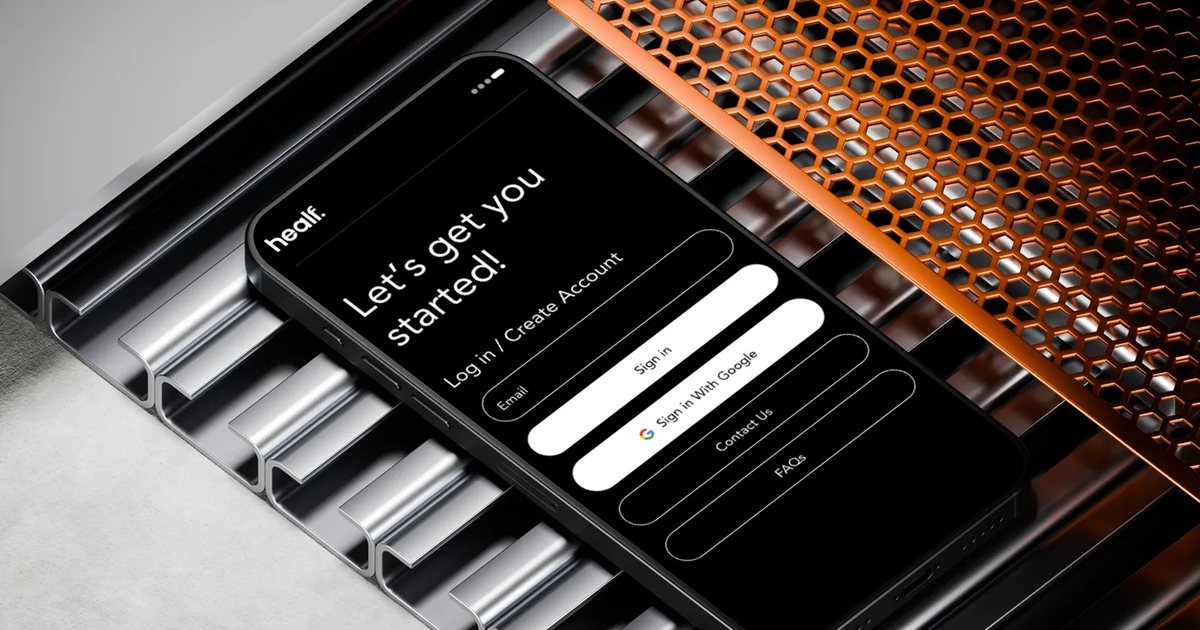 healf.
Let's get you
started!
Log in / Create Account
Email
Sign in
Sign in With Google
Contact Us
FAQs